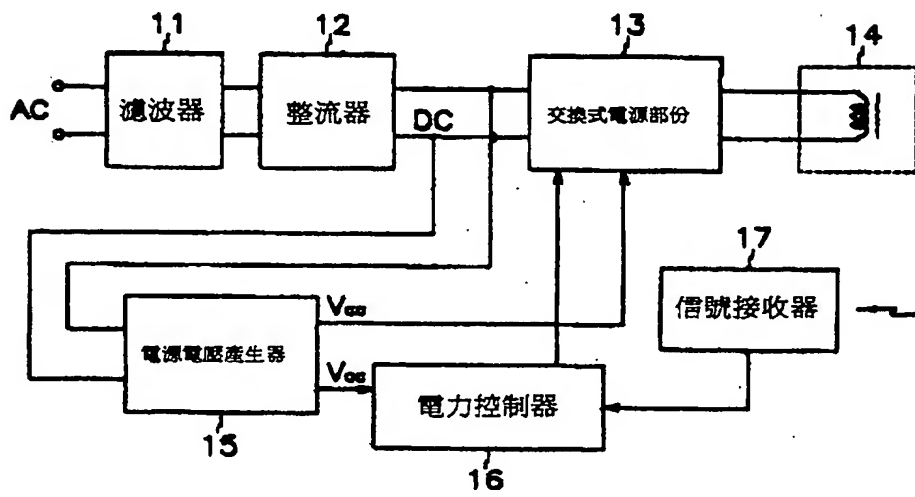 11
12
13
14
AC
濾波器
整流器
DC
交換式電源部份
17
信號接收器
電源電壓產生器
Vcc
Vcc
電力控制器
15
16